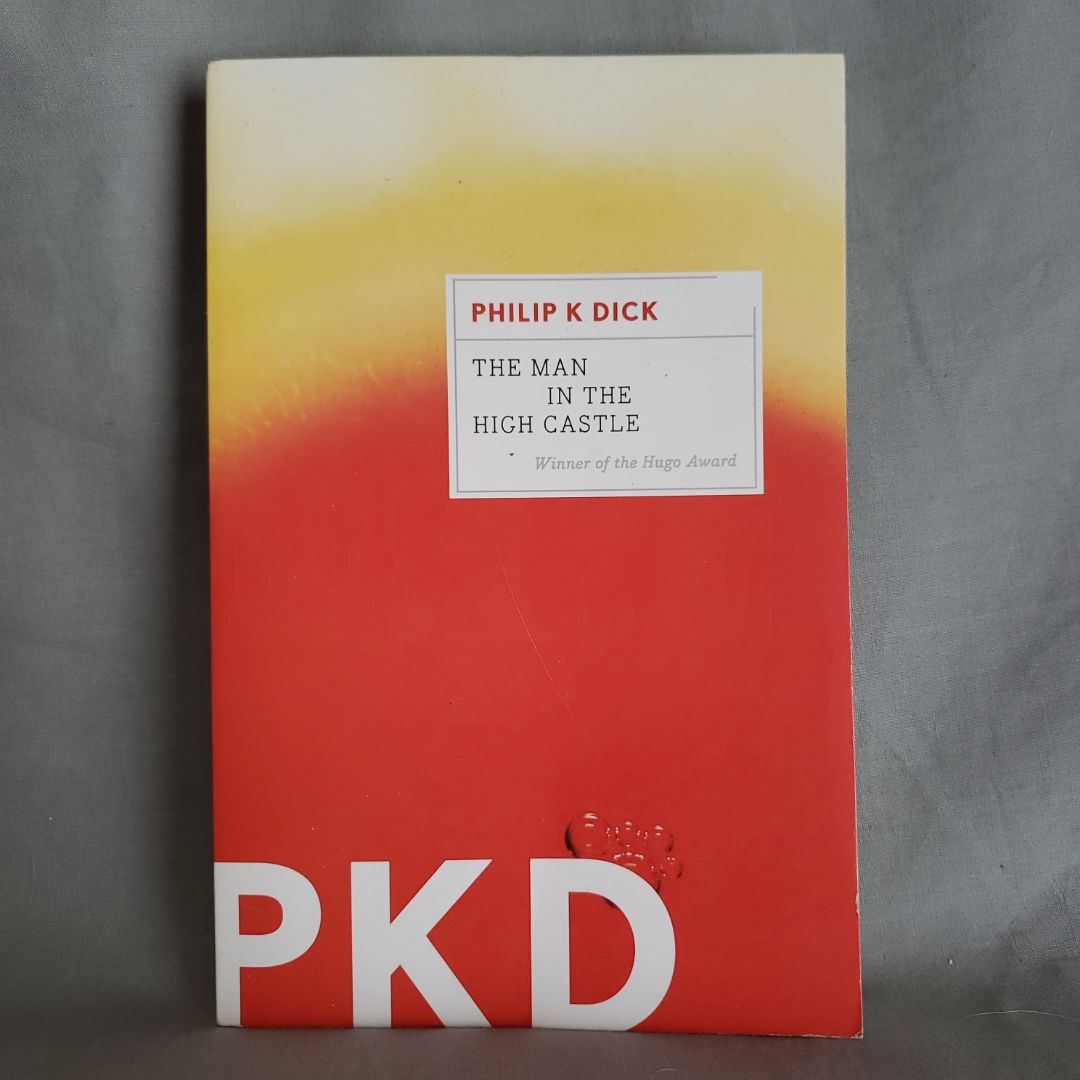 PHILIP K DICK
THE MAN
IN THE
HIGH CASTLE
Winner of the Hugo Award
PKD